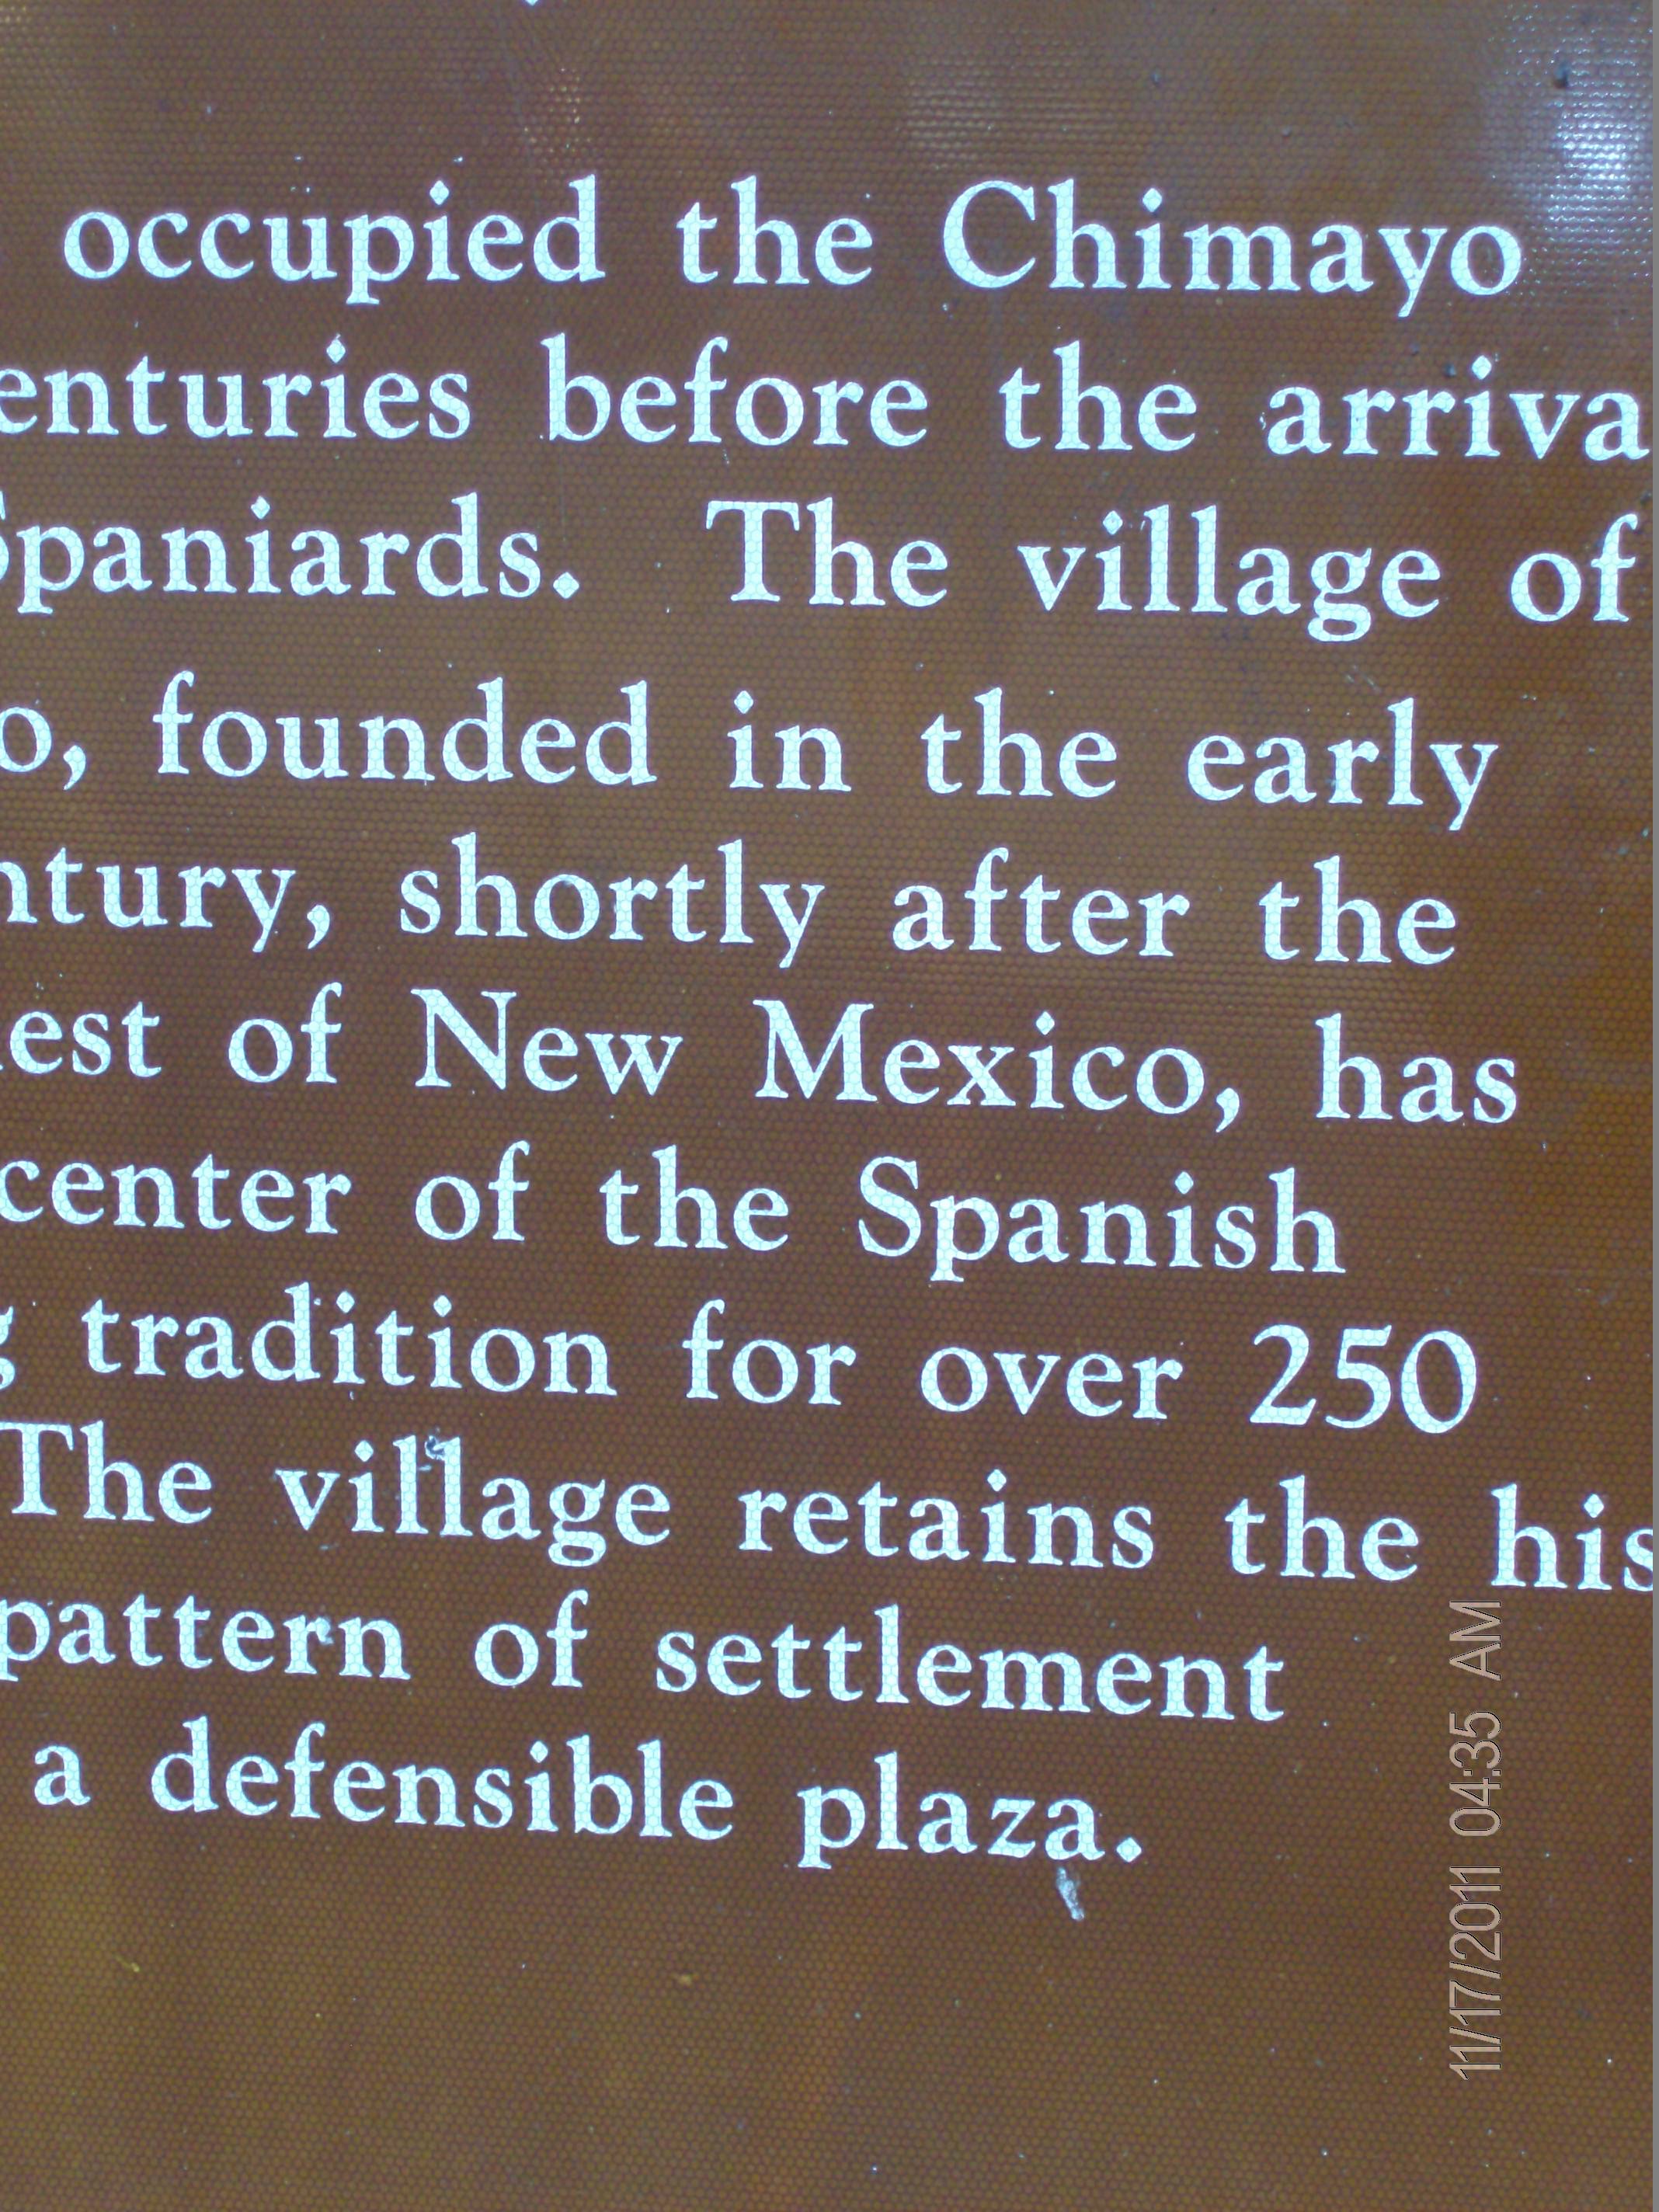 occupied the Chimayo
enturies before the arriva
Spaniards. The village of
o, founded in the early
ntury, shortly after the
est of New Mexico, has
center of the Spanish
g tradition for over 250
The village retains the his
pattern of settlement
a defensible plaza.
11/17/2011 04:35 AM